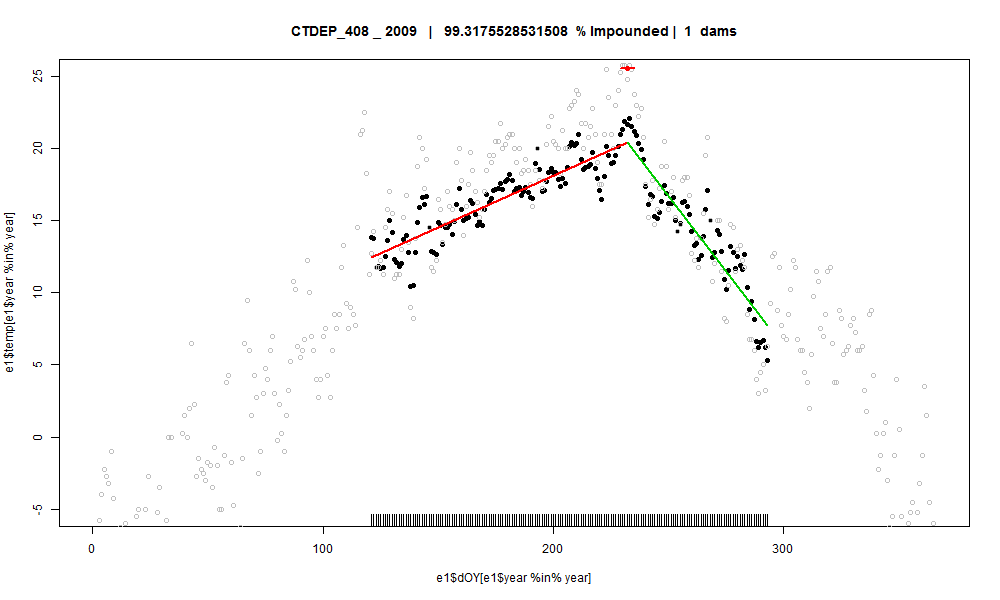 CTDEP_408 _ 2009 | 99.3175528531508 % Impounded | 1 dams
e1$temp[e1$year %in% year]
25
20
15
10
5
0
-5
0 100 200 300
e1$dOY[e1$year %in% year]